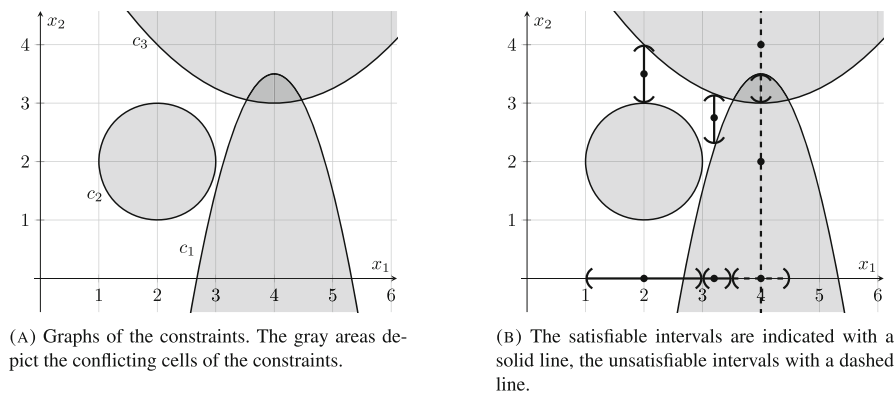 x₂
4
3
2
1
c₃
c₂
c₁
x₁
1 2 3 4 5 6
(A) Graphs of the constraints. The gray areas de-
pict the conflicting cells of the constraints.
x₂
4
3
2
1
x₁
1 2 3 4 5 6
(B) The satisfiable intervals are indicated with a
solid line, the unsatisfiable intervals with a dashed
line.